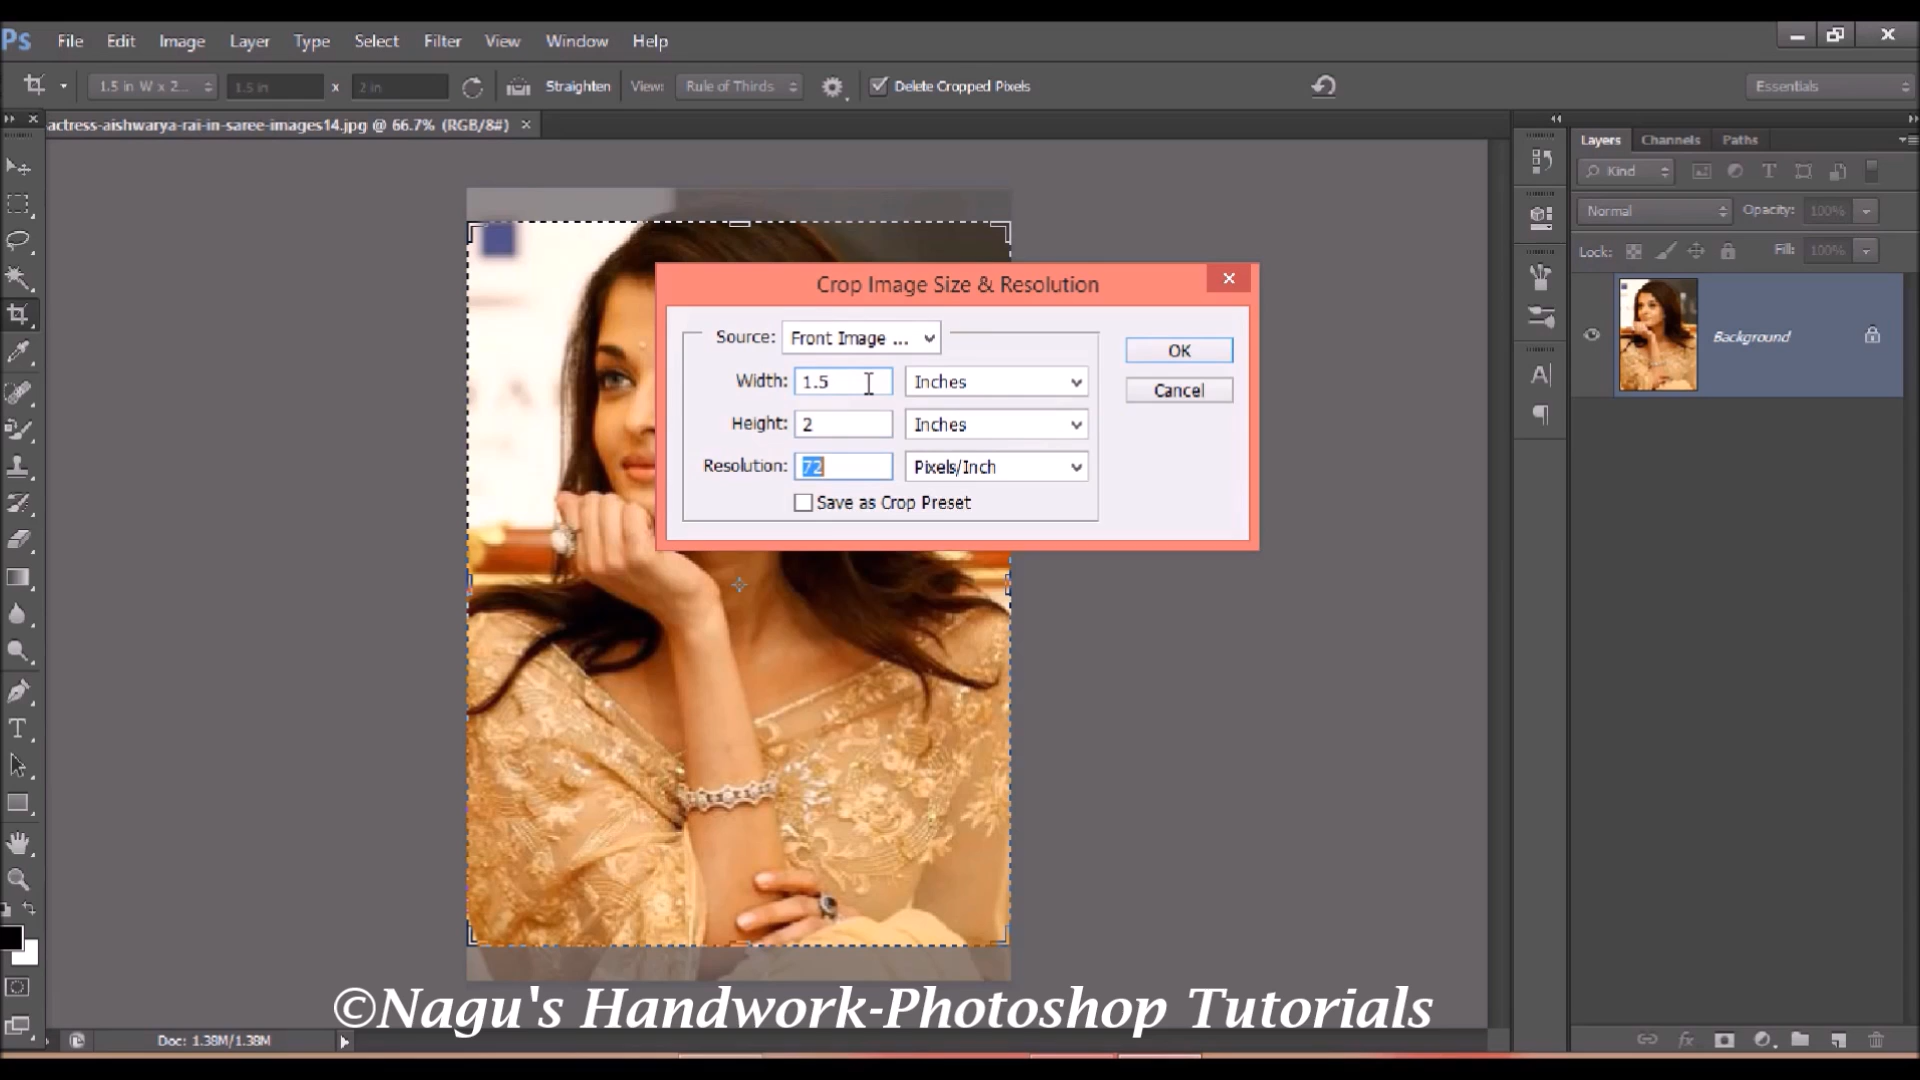 Ps File Edit Image Layer Type Select Filter View Window Help
1.5 in W x 2... 1.5 in x 2 in Straighten View: Rule of Thirds Delete Cropped Pixels Essentials
actress-aishwarya-rai-in-saree-images14.jpg @ 66.7% (RGB/8#) ×
Layers Channels Paths
Kind
Normal Opacity: 100%
Lock: Fill: 100%
Background
Crop Image Size & Resolution
Source: Front Image ...
Width: 1.5 Inches
Height: 2 Inches
Resolution: 72 Pixels/Inch
Save as Crop Preset
OK
Cancel
©Nagu's Handwork-Photoshop Tutorials
Doc: 1.38M/1.38M